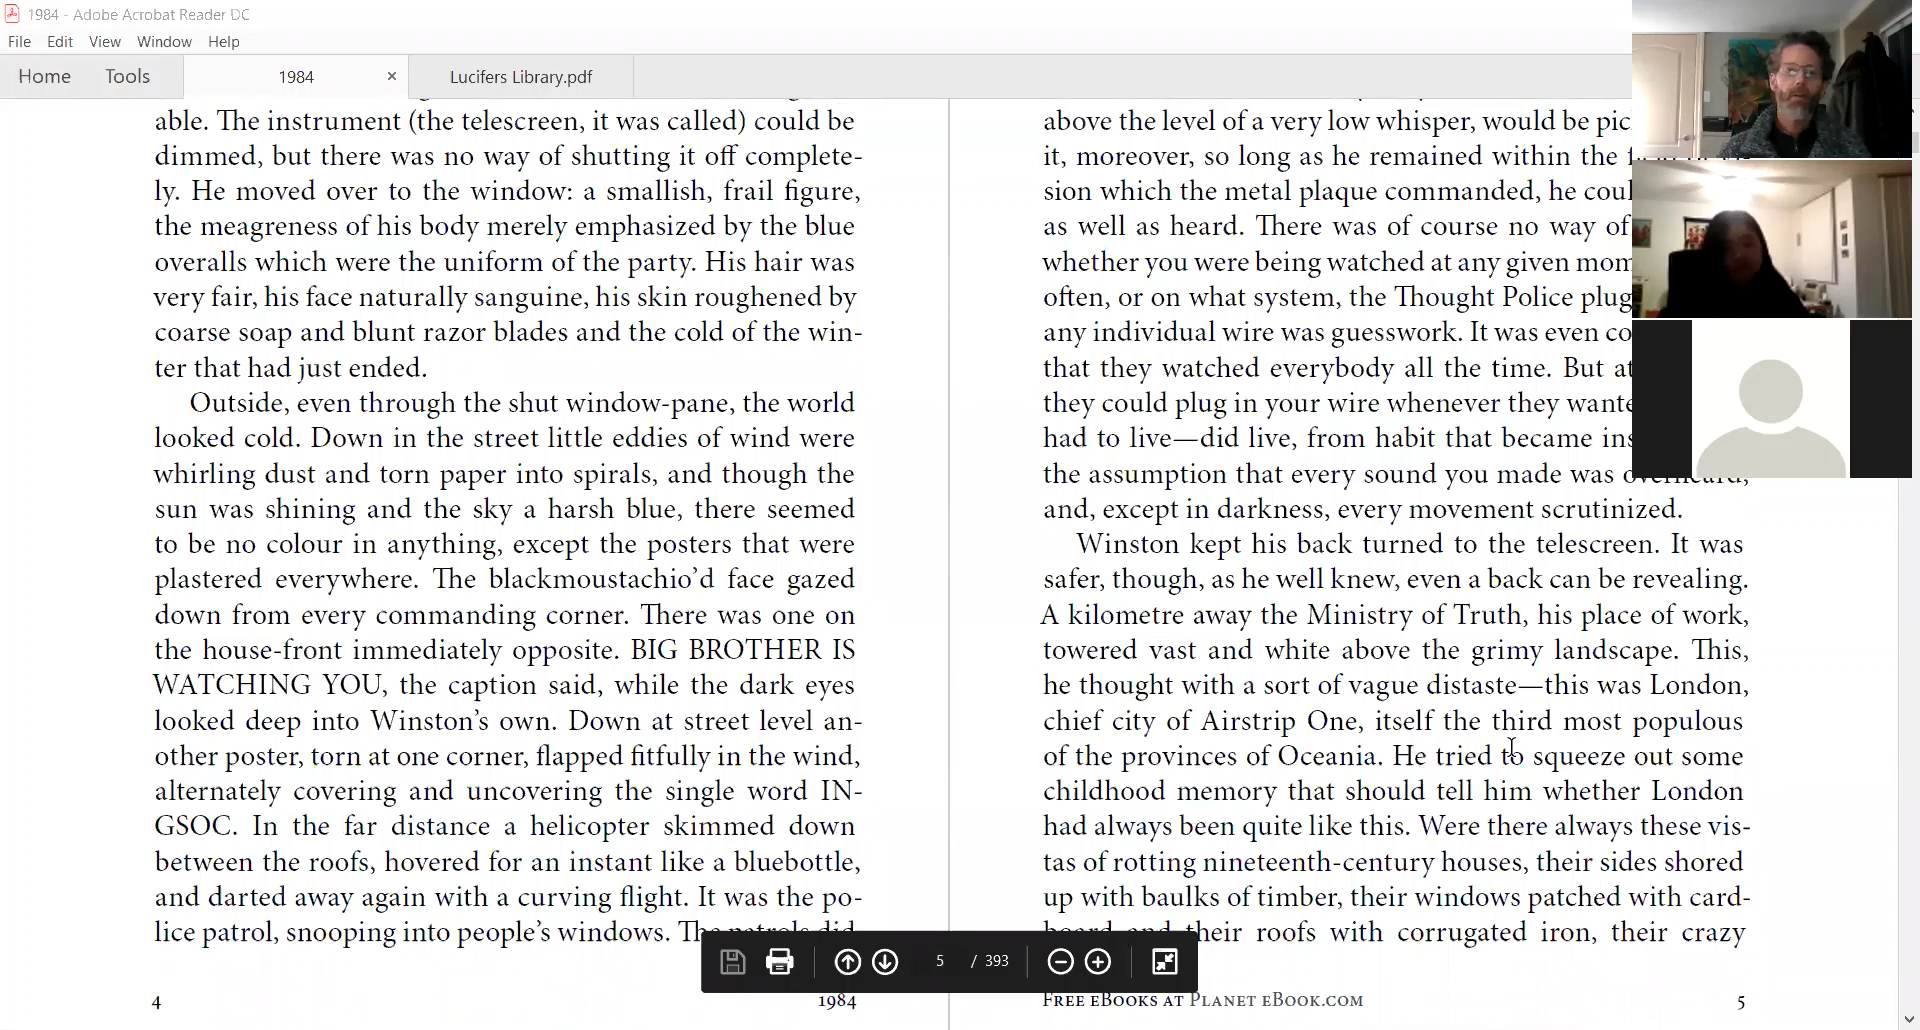 1984 - Adobe Acrobat Reader DC
File Edit View Window Help
Home Tools 1984 × Lucifers Library.pdf
able. The instrument (the telescreen, it was called) could be
dimmed, but there was no way of shutting it off complete-
ly. He moved over to the window: a smallish, frail figure,
the meagreness of his body merely emphasized by the blue
overalls which were the uniform of the party. His hair was
very fair, his face naturally sanguine, his skin roughened by
coarse soap and blunt razor blades and the cold of the win-
ter that had just ended.
Outside, even through the shut window-pane, the world
looked cold. Down in the street little eddies of wind were
whirling dust and torn paper into spirals, and though the
sun was shining and the sky a harsh blue, there seemed
to be no colour in anything, except the posters that were
plastered everywhere. The blackmoustachio'd face gazed
down from every commanding corner. There was one on
the house-front immediately opposite. BIG BROTHER IS
WATCHING YOU, the caption said, while the dark eyes
looked deep into Winston's own. Down at street level an-
other poster, torn at one corner, flapped fitfully in the wind,
alternately covering and uncovering the single word IN-
GSOC. In the far distance a helicopter skimmed down
between the roofs, hovered for an instant like a bluebottle,
and darted away again with a curving flight. It was the po-
lice patrol, snooping into people's windows. The patrols did
4 1984
above the level of a very low whisper, would be
it, moreover, so long as he remained within the
sion which the metal plaque commanded, he
as well as heard. There was of course no way of
whether you were being watched at any given
often, or on what system, the Thought Police
any individual wire was guesswork. It was even
that they watched everybody all the time. But
they could plug in your wire whenever they
had to live—did live, from habit that became
the assumption that every sound you made was overheard,
and, except in darkness, every movement scrutinized.
Winston kept his back turned to the telescreen. It was
safer, though, as he well knew, even a back can be revealing.
A kilometre away the Ministry of Truth, his place of work,
towered vast and white above the grimy landscape. This,
he thought with a sort of vague distaste—this was London,
chief city of Airstrip One, itself the third most populous
of the provinces of Oceania. He tried to squeeze out some
childhood memory that should tell him whether London
had always been quite like this. Were there always these vis-
tas of rotting nineteenth-century houses, their sides shored
up with baulks of timber, their windows patched with card-
board and their roofs with corrugated iron, their crazy
Free eBooks at Planet eBook.com 5
5 / 393